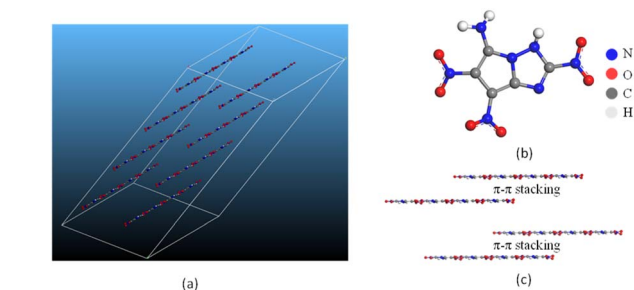 N
O
C
H
(b)
π-π stacking
π-π stacking
(a)
(c)